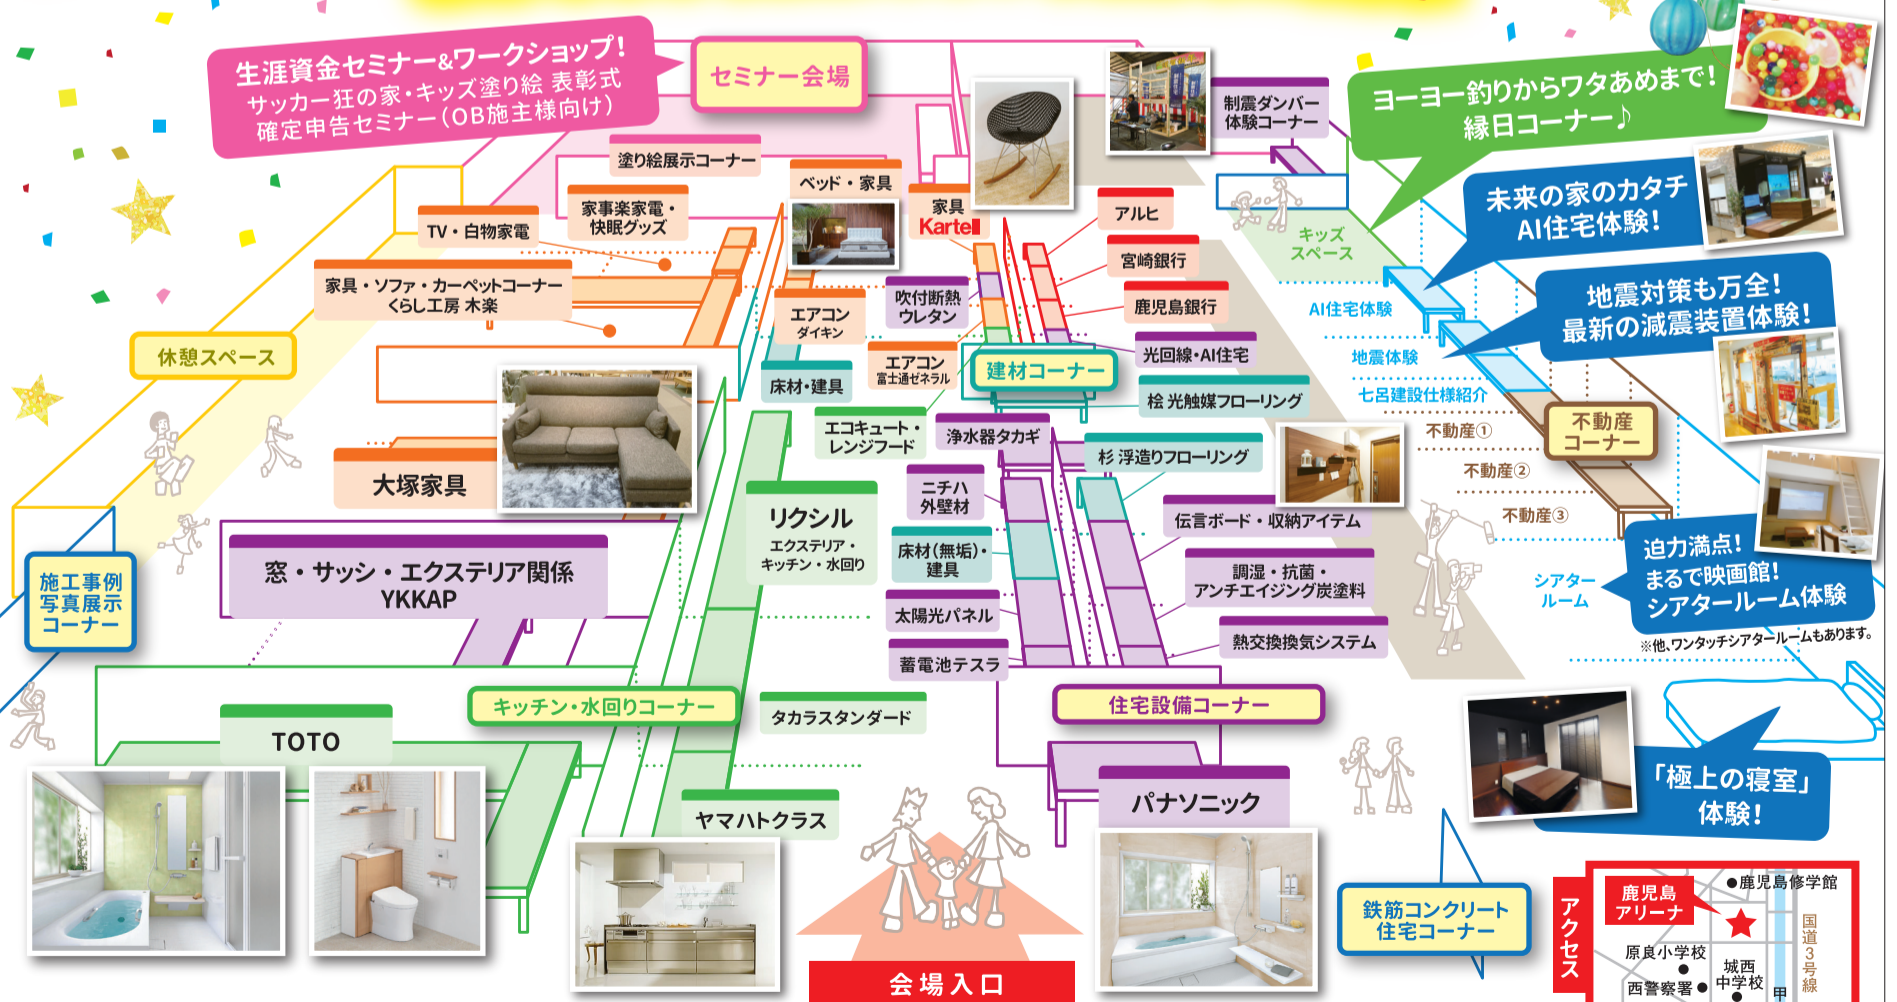 生涯資金セミナー&ワークショップ!
サッカー狂の家・キッズ塗り絵 表彰式
確定申告セミナー(OB施主様向け)
セミナー会場
制震ダンパー
体験コーナー
ヨーヨー釣りからワタあめまで!
縁日コーナー♪
塗り絵展示コーナー
ベッド・家具
家事楽家電・
快眠グッズ
TV・白物家電
家具
Kartell
アルヒ
宮崎銀行
鹿児島銀行
キッズ
スペース
未来の家のカタチ
AI住宅体験!
地震対策も万全!
最新の減震装置体験!
家具・ソファ・カーペットコーナー
くらし工房 木楽
エアコン
ダイキン
吹付断熱
ウレタン
エアコン
富士通ゼネラル
光回線・AI住宅
AI住宅体験
地震体験
七呂建設仕様紹介
休憩スペース
床材・建具
建材コーナー
桧 光触媒フローリング
不動産①
不動産
コーナー
不動産②
不動産③
エコキュート・
レンジフード
浄水器タカギ
杉 浮造りフローリング
大塚家具
ニチハ
外壁材
リクシル
エクステリア・
キッチン・水回り
伝言ボード・収納アイテム
床材(無垢)・
建具
調湿・抗菌・
アンチエイジング炭塗料
窓・サッシ・エクステリア関係
YKKAP
施工事例
写真展示
コーナー
太陽光パネル
熱交換換気システム
蓄電池テスラ
シアター
ルーム
迫力満点!
まるで映画館!
シアタールーム体験
※他、ワンタッチシアタールームもあります。
キッチン・水回りコーナー
タカラスタンダード
住宅設備コーナー
TOTO
ヤマハトクラス
パナソニック
「極上の寝室」
体験!
鉄筋コンクリート
住宅コーナー
会場入口
アクセス
鹿児島
アリーナ
鹿児島修学館
国道3号線
原良小学校
城西
中学校
西警察署
甲